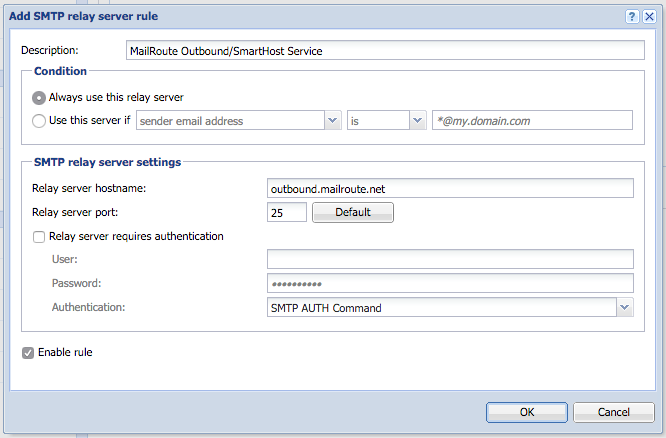 Add SMTP relay server rule
Description: MailRoute Outbound/SmartHost Service
Condition
Always use this relay server
Use this server if sender email address is *@my.domain.com
SMTP relay server settings
Relay server hostname: outbound.mailroute.net
Relay server port: 25 Default
Relay server requires authentication
User:
Password: ••••••••••
Authentication: SMTP AUTH Command
Enable rule
OK Cancel